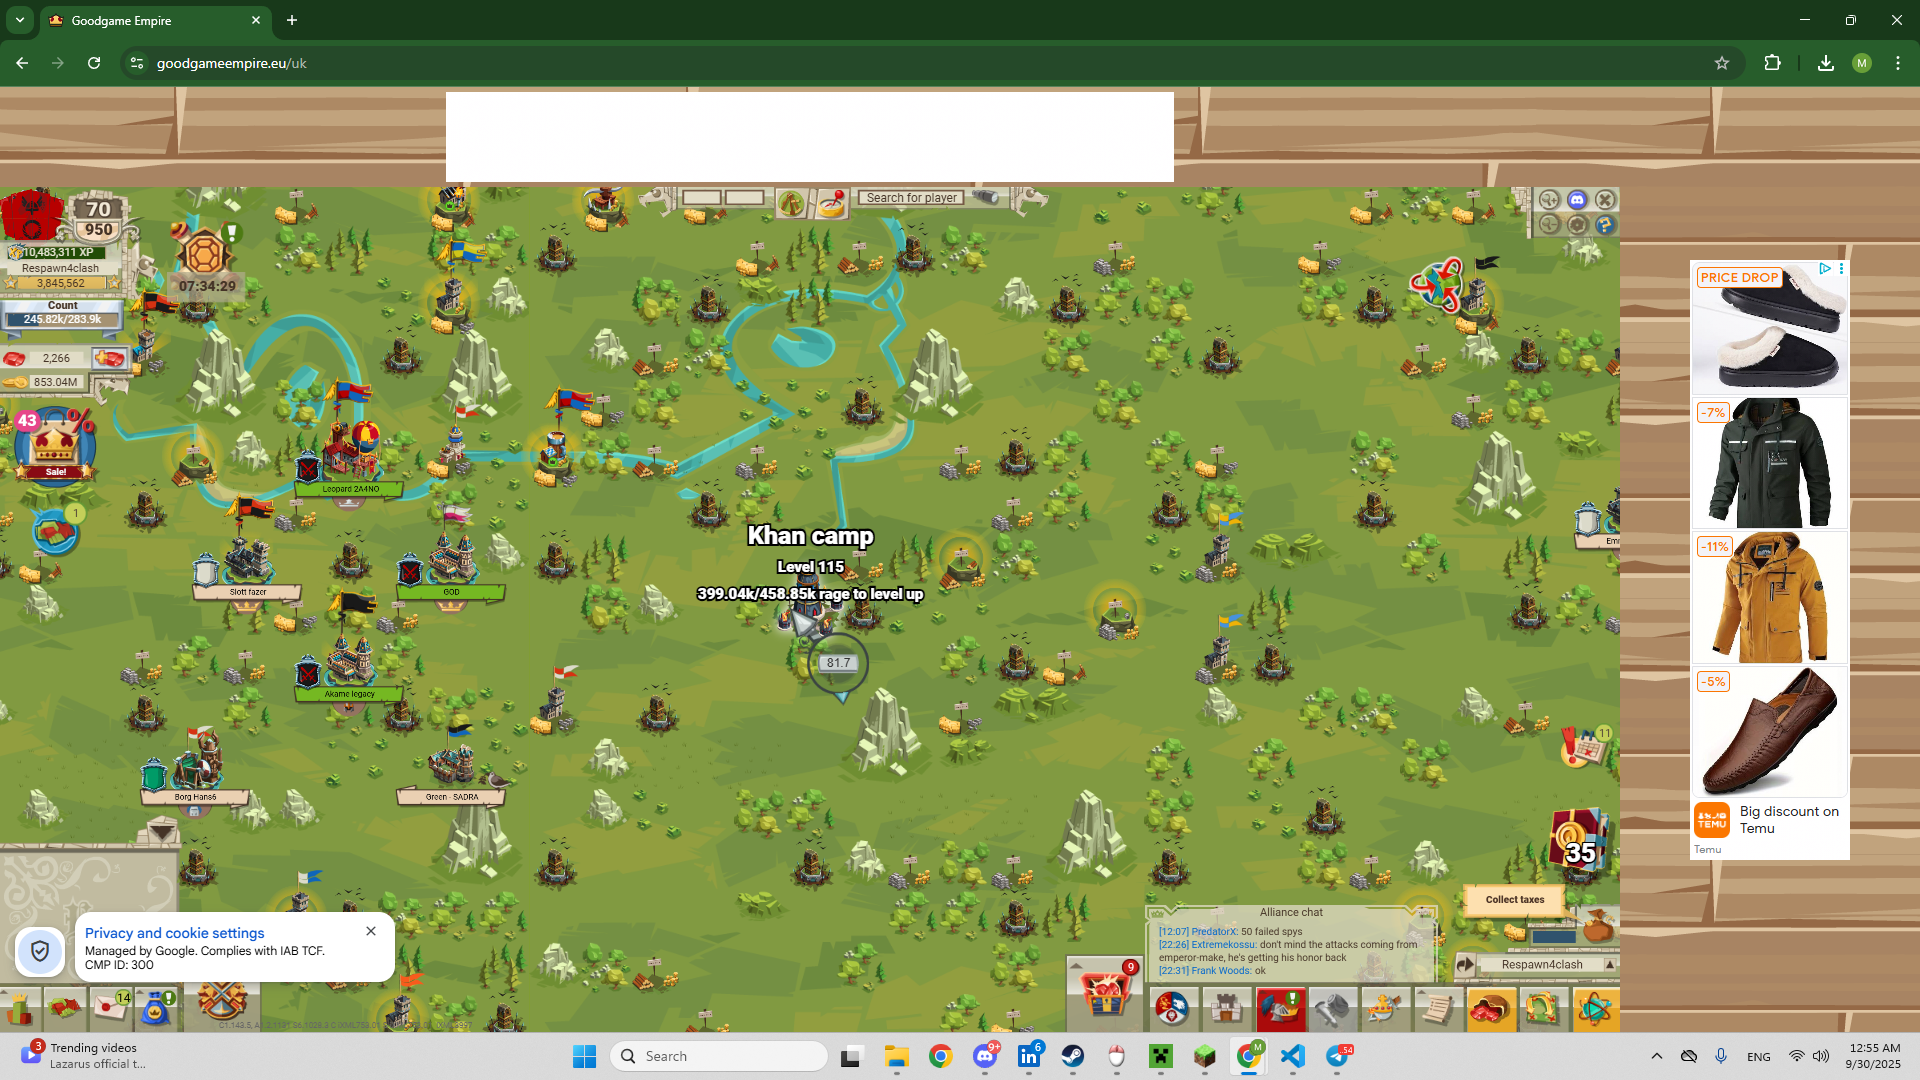 Goodgame Empire
goodgameempire.eu/uk
M
70
950
10,483,311 XP
Respawn4clash
3,845,562
Count
245.82k/283.9k
2,266
853.04M
07:34:29
43
%
Sale!
1
Search for player
PRICE DROP
-7%
-11%
-5%
Big discount on
Temu
TEMU
Temu
Leopard 2A4NO
Slott fazer
GOD
Akame legacy
Borg Hans6
Green - SADRA
Khan camp
Level 115
399.04k/458.85k rage to level up
81.7
11
35
Collect taxes
Alliance chat
[12:07] PredatorX: 50 failed spys
[22:26] Extremekossu: don't mind the attacks coming from
emperor-make, he's getting his honor back
[22:31] Frank Woods: ok
Respawn4clash
9
Privacy and cookie settings
Managed by Google. Complies with IAB TCF.
CMP ID: 300
14
3
Trending videos
Lazarus official t...
Search
9+
6
M
54
ENG
12:55 AM
9/30/2025